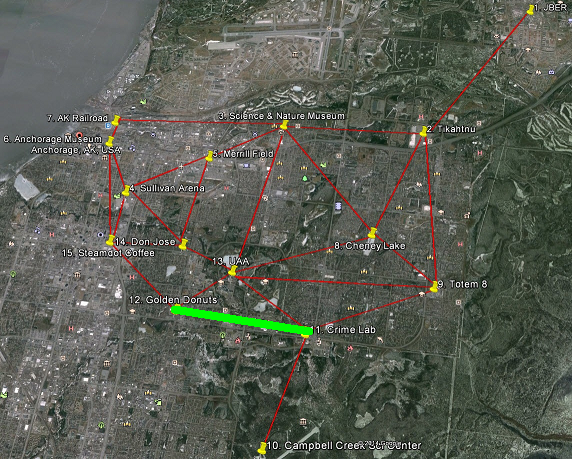 1. JBER
3. Science & Nature Museum
7. AK Railroad
2. Tikahtnu
6. Anchorage Museum
Anchorage, AK, USA
5. Merrill Field
4. Sullivan Arena
14. Don Jose
8. Cheney Lake
15. Steamdot Coffee
13. UAA
9. Totem 8
12. Golden Donuts
11. Crime Lab
10. Campbell Creek Sci Center